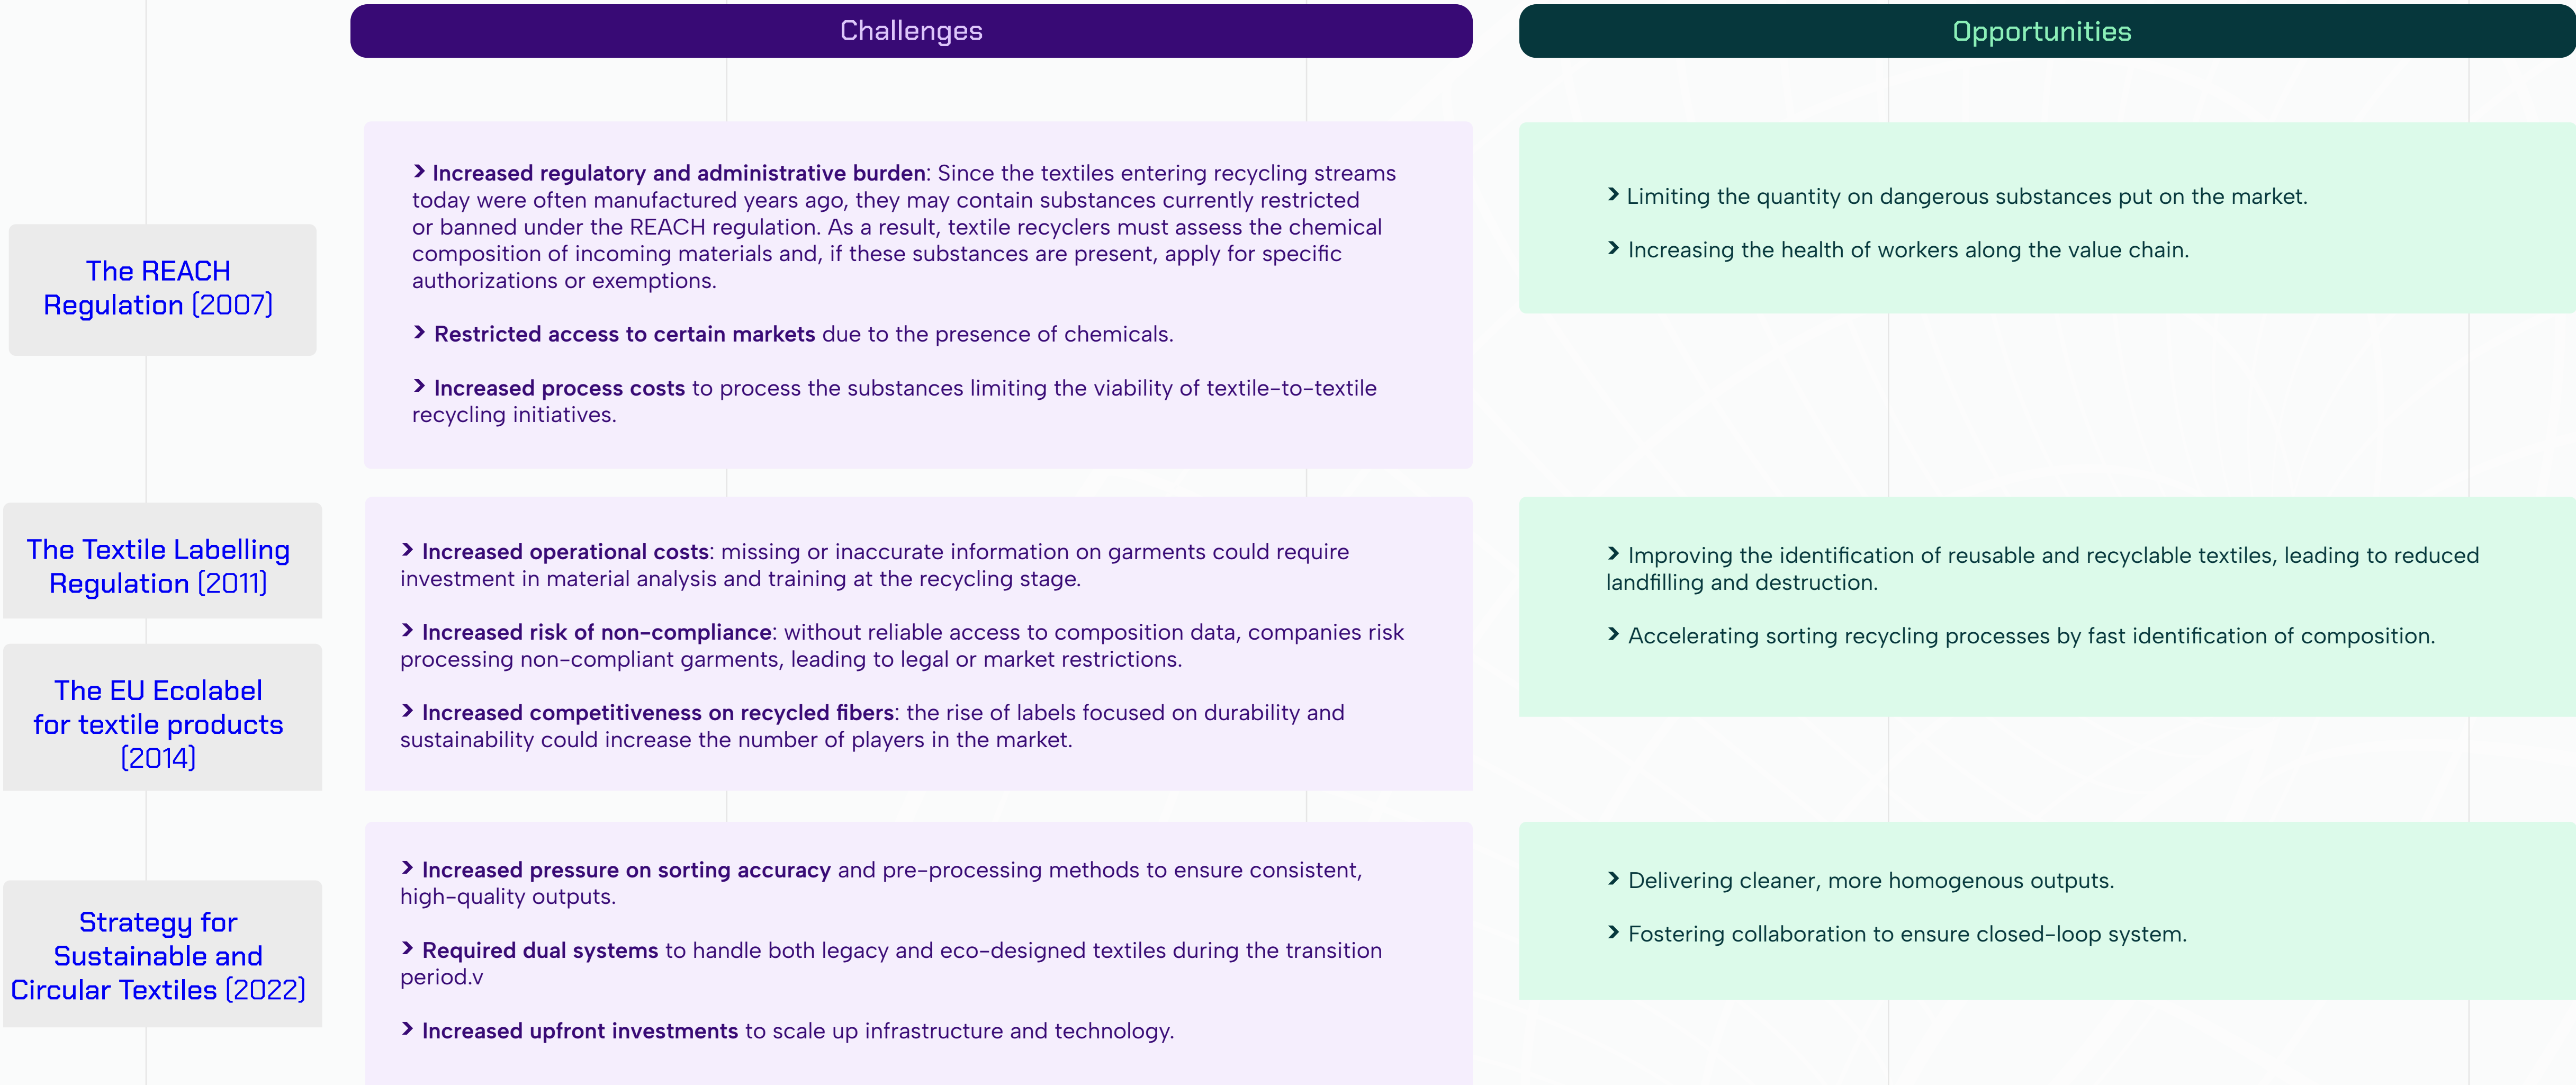 Challenges
Opportunities
The REACH
Regulation (2007)
› Increased regulatory and administrative burden: Since the textiles entering recycling streams
today were often manufactured years ago, they may contain substances currently restricted
or banned under the REACH regulation. As a result, textile recyclers must assess the chemical
composition of incoming materials and, if these substances are present, apply for specific
authorizations or exemptions.
› Restricted access to certain markets due to the presence of chemicals.
› Increased process costs to process the substances limiting the viability of textile-to-textile
recycling initiatives.
› Limiting the quantity on dangerous substances put on the market.
› Increasing the health of workers along the value chain.
The Textile Labelling
Regulation (2011)
The EU Ecolabel
for textile products
(2014)
› Increased operational costs: missing or inaccurate information on garments could require
investment in material analysis and training at the recycling stage.
› Increased risk of non-compliance: without reliable access to composition data, companies risk
processing non-compliant garments, leading to legal or market restrictions.
› Increased competitiveness on recycled fibers: the rise of labels focused on durability and
sustainability could increase the number of players in the market.
› Improving the identification of reusable and recyclable textiles, leading to reduced
landfilling and destruction.
› Accelerating sorting recycling processes by fast identification of composition.
Strategy for
Sustainable and
Circular Textiles (2022)
› Increased pressure on sorting accuracy and pre-processing methods to ensure consistent,
high-quality outputs.
› Required dual systems to handle both legacy and eco-designed textiles during the transition
period.v
› Increased upfront investments to scale up infrastructure and technology.
› Delivering cleaner, more homogenous outputs.
› Fostering collaboration to ensure closed-loop system.